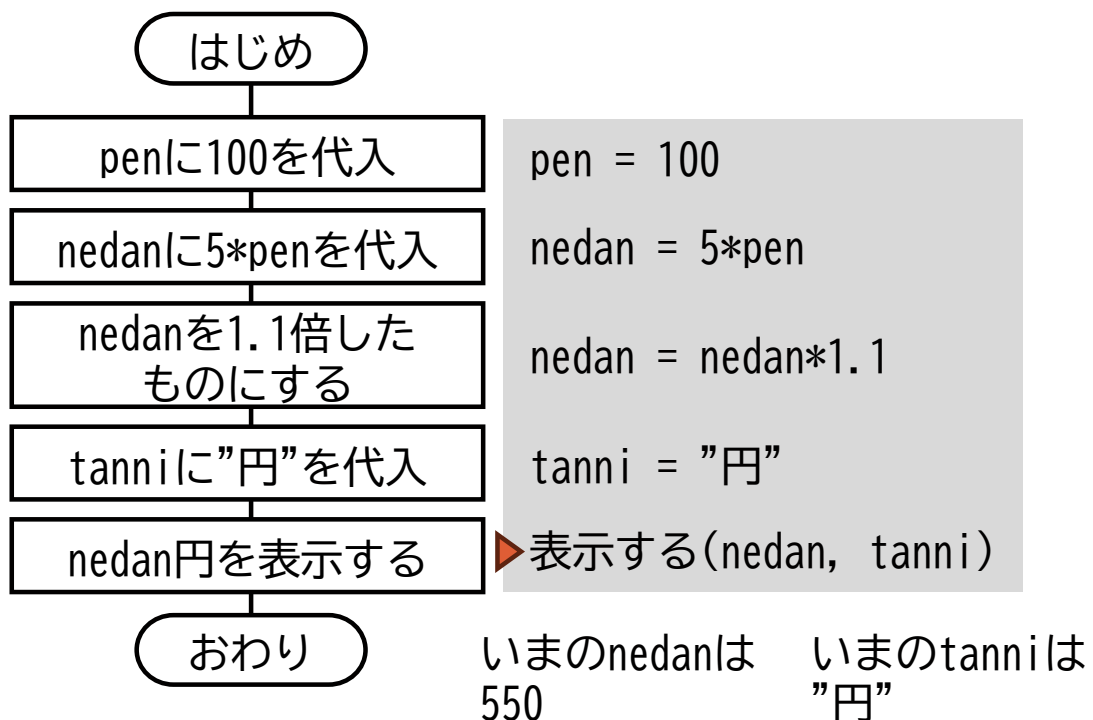 はじめ
penに100を代入
pen = 100
nedanに5*penを代入
nedan = 5*pen
nedanを1.1倍した
ものにする
nedan = nedan*1.1
tanniに”円”を代入
tanni = ”円”
nedan円を表示する
表示する(nedan, tanni)
おわり
いまのnedanは
550
いまのtanniは
”円”